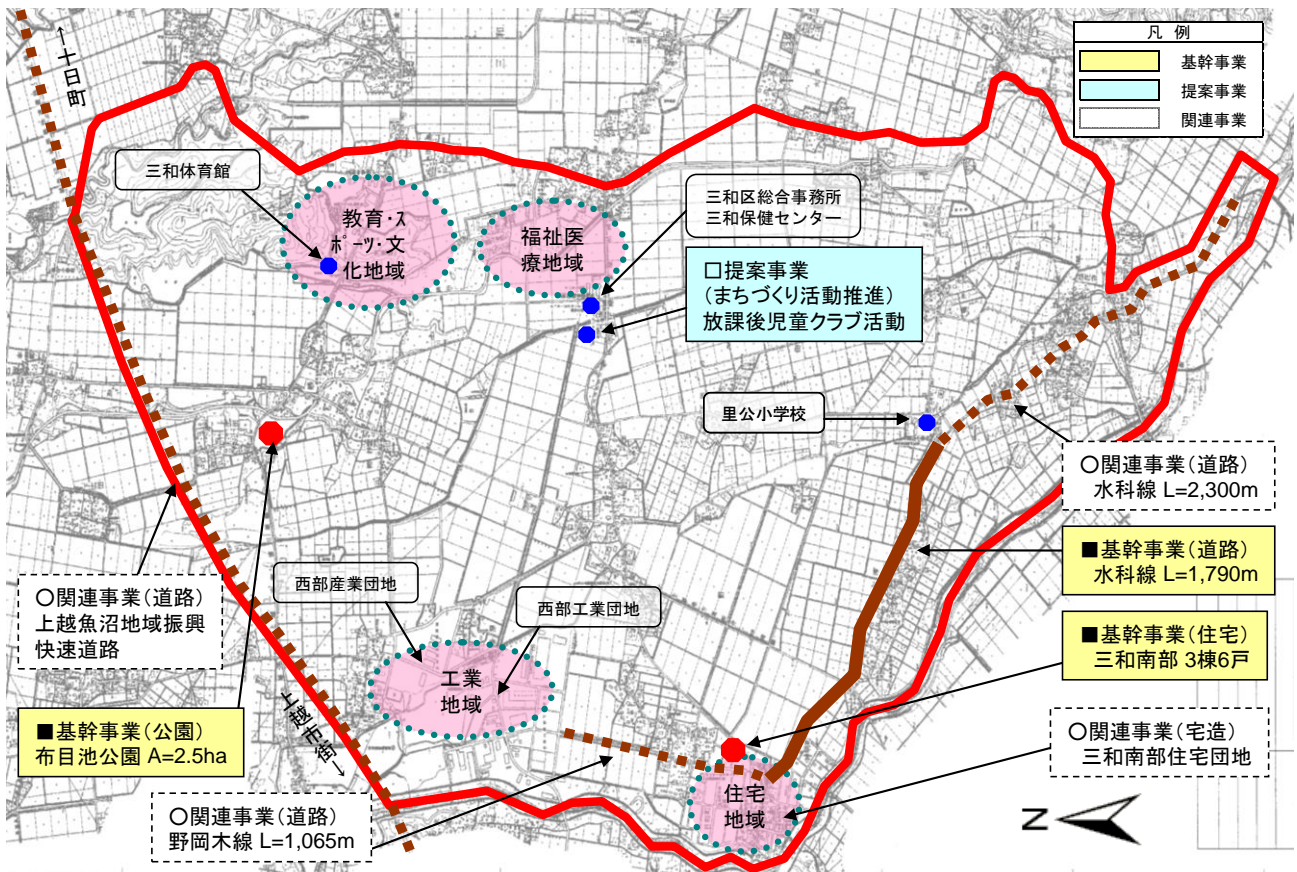 ←十日町
凡 例
基幹事業
提案事業
関連事業
三和体育館
教育・ス
ポーツ・文
化地域
福祉医
療地域
三和区総合事務所
三和保健センター
□提案事業
(まちづくり活動推進)
放課後児童クラブ活動
里公小学校
○関連事業(道路)
水科線 L=2,300m
■基幹事業(道路)
水科線 L=1,790m
■基幹事業(住宅)
三和南部 3棟6戸
○関連事業(宅造)
三和南部住宅団地
西部産業団地
西部工業団地
工業
地域
○関連事業(道路)
上越魚沼地域振興
快速道路
■基幹事業(公園)
布目池公園 A=2.5ha
上越市街→
○関連事業(道路)
野岡木線 L=1,065m
住宅
地域
N